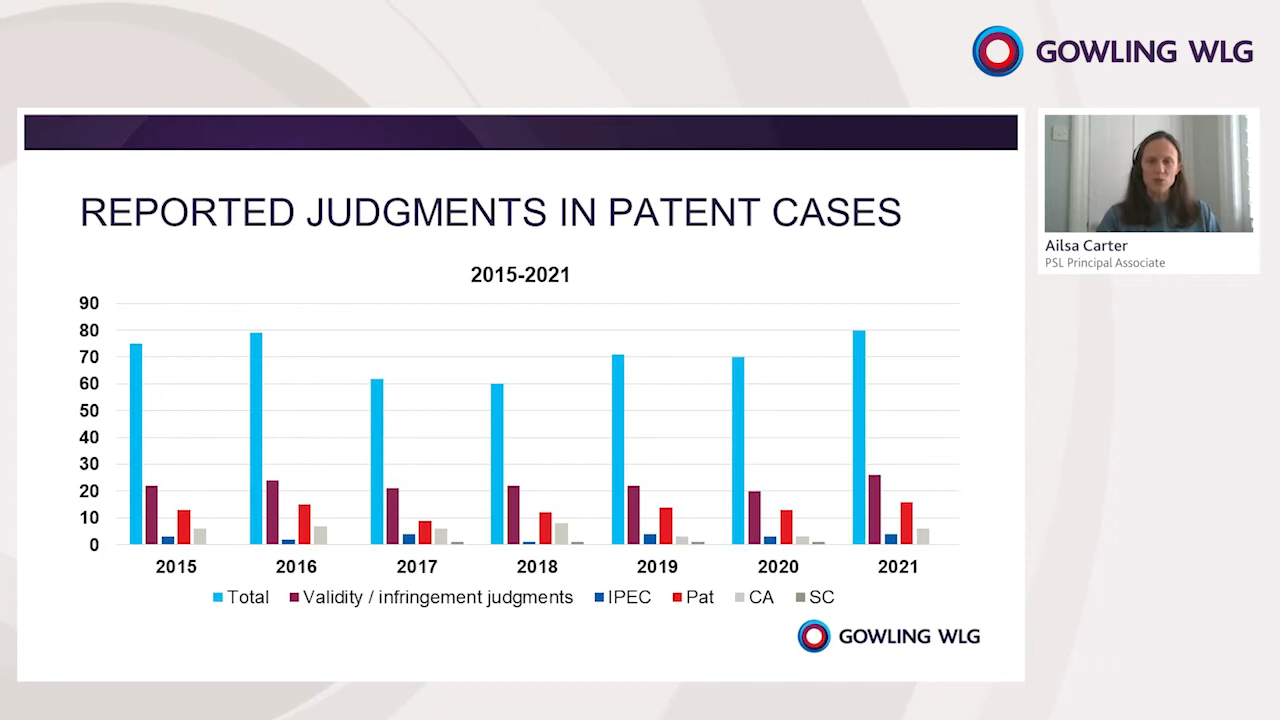 GOWLING WLG
REPORTED JUDGMENTS IN PATENT CASES
2015-2021
90
80
70
60
50
40
30
20
10
0
2015 2016 2017 2018 2019 2020 2021
Total Validity / infringement judgments IPEC Pat CA SC
GOWLING WLG
Ailsa Carter
PSL Principal Associate